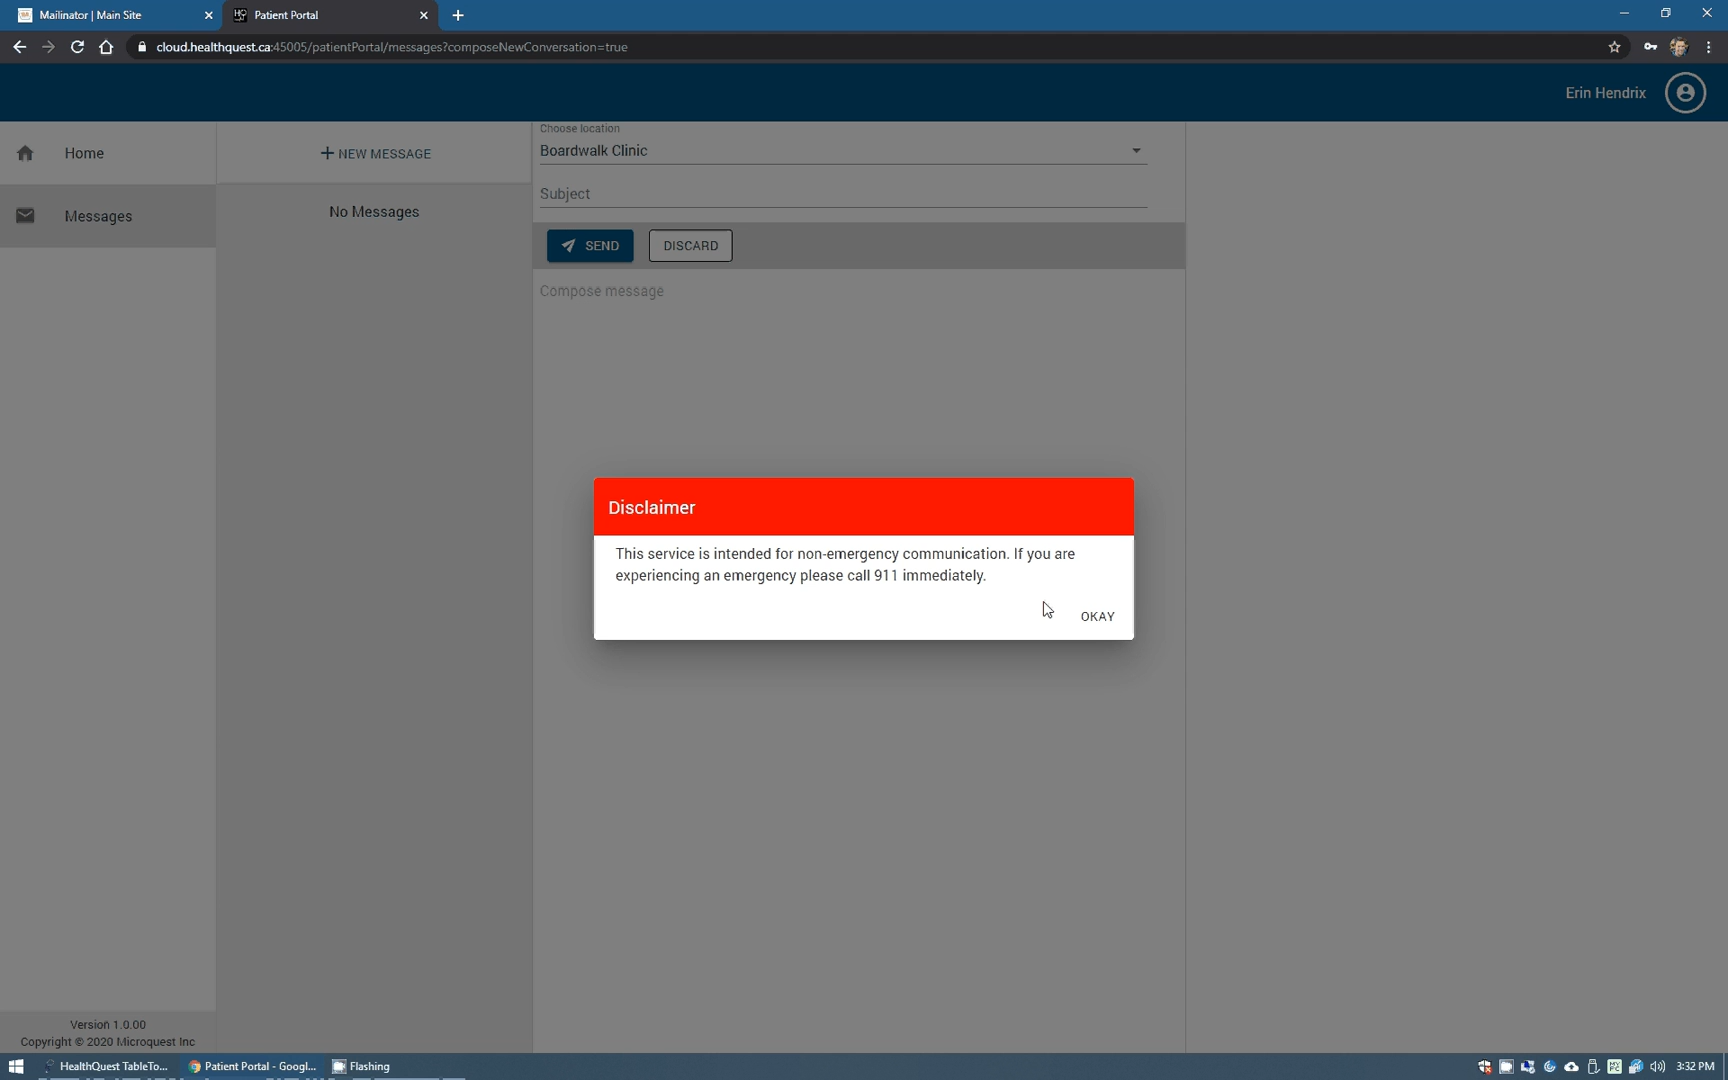 Mailinator | Main Site
Patient Portal
cloud.healthquest.ca:45005/patientPortal/messages?composeNewConversation=true
Erin Hendrix
Home
Messages
NEW MESSAGE
No Messages
Choose location
Boardwalk Clinic
Subject
SEND
DISCARD
Compose message
Disclaimer
This service is intended for non-emergency communication. If you are
experiencing an emergency please call 911 immediately.
OKAY
Version 1.0.00
Copyright © 2020 Microquest Inc
HealthQuest TableTo...
Patient Portal - Googl...
Flashing
3:32 PM